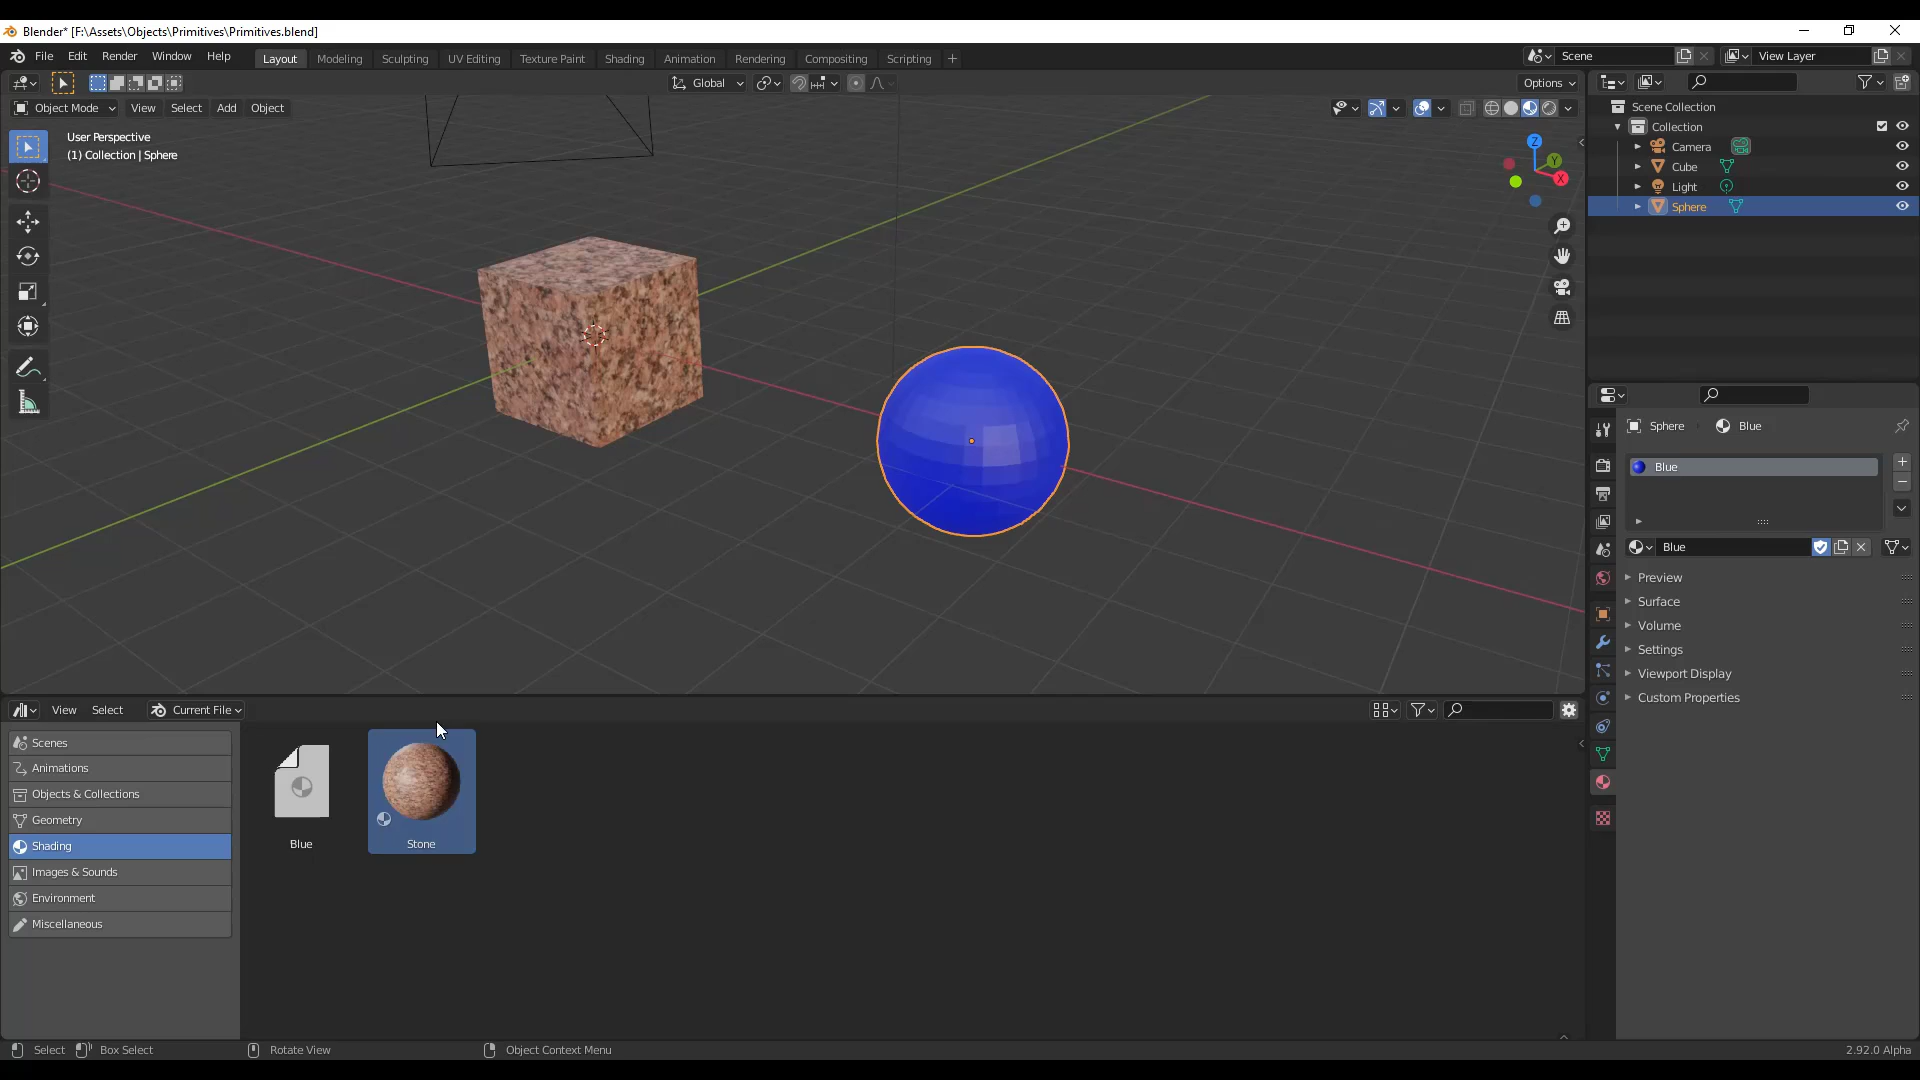 Blender* [F:\Assets\Objects\Primitives\Primitives.blend]
File Edit Render Window Help Layout Modeling Sculpting UV Editing Texture Paint Shading Animation Rendering Compositing Scripting + Scene View Layer
Global Options
Object Mode View Select Add Object
User Perspective
(1) Collection | Sphere
Z
Y
X
Scene Collection
Collection
Camera
Cube
Light
Sphere
Sphere Blue
Blue
Blue
Preview
Surface
Volume
Settings
Viewport Display
Custom Properties
View Select Current File
Scenes
Animations
Objects & Collections
Geometry
Shading
Images & Sounds
Environment
Miscellaneous
Blue Stone
Select Box Select Rotate View Object Context Menu 2.92.0 Alpha